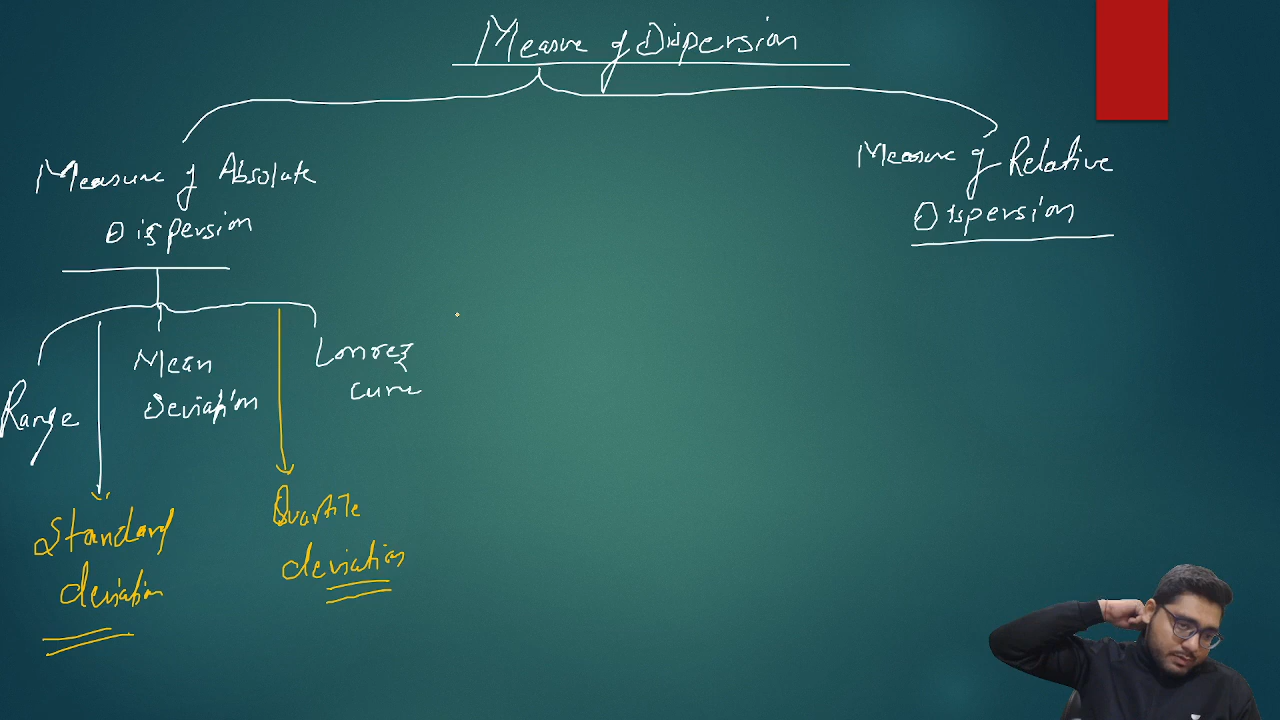 Measure of Dispersion
Measure of Absolute
Dispersion
Measure of Relative
Dispersion
Range
Mean
Deviation
Lonrez
Curve
Standard
deviation
Quartile
deviation